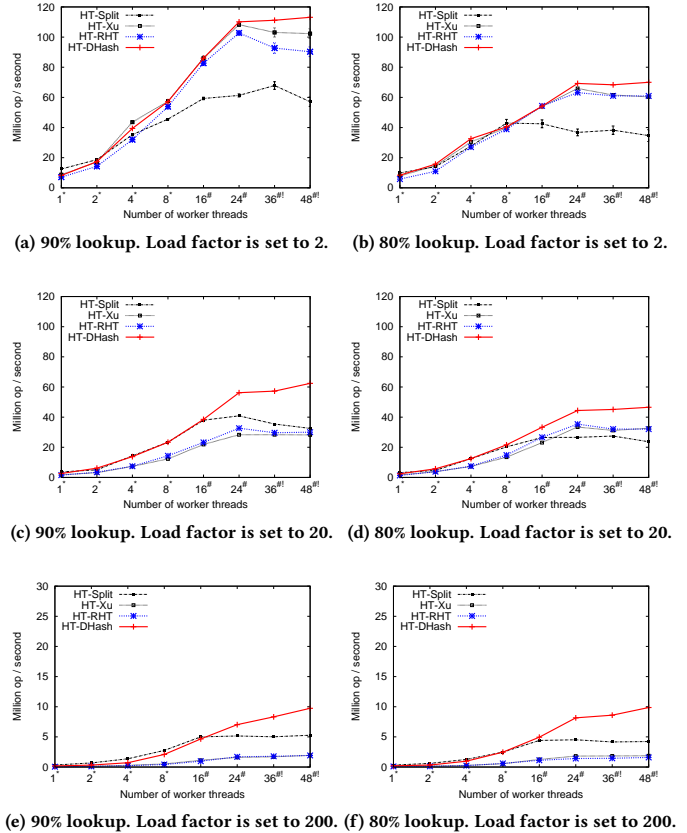 HT-Split
HT-Xu
HT-RHT
HT-DHash
Million op / second
120
100
80
60
40
20
0
1* 2* 4* 8* 16# 24# 36#! 48#!
Number of worker threads
(a) 90% lookup. Load factor is set to 2.
HT-Split
HT-Xu
HT-RHT
HT-DHash
Million op / second
120
100
80
60
40
20
0
1* 2* 4* 8* 16# 24# 36#! 48#!
Number of worker threads
(b) 80% lookup. Load factor is set to 2.
HT-Split
HT-Xu
HT-RHT
HT-DHash
Million op / second
120
100
80
60
40
20
0
1* 2* 4* 8* 16# 24# 36#! 48#!
Number of worker threads
(c) 90% lookup. Load factor is set to 20.
HT-Split
HT-Xu
HT-RHT
HT-DHash
Million op / second
120
100
80
60
40
20
0
1* 2* 4* 8* 16# 24# 36#! 48#!
Number of worker threads
(d) 80% lookup. Load factor is set to 20.
HT-Split
HT-Xu
HT-RHT
HT-DHash
Million op / second
30
25
20
15
10
5
0
1* 2* 4* 8* 16# 24# 36#! 48#!
Number of worker threads
(e) 90% lookup. Load factor is set to 200.
HT-Split
HT-Xu
HT-RHT
HT-DHash
Million op / second
30
25
20
15
10
5
0
1* 2* 4* 8* 16# 24# 36#! 48#!
Number of worker threads
(f) 80% lookup. Load factor is set to 200.